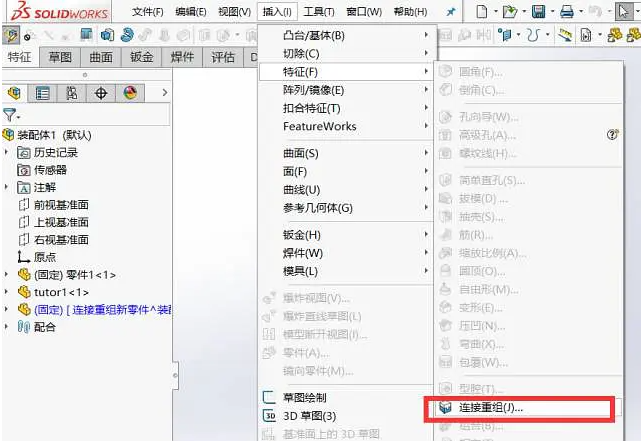 SOLIDWORKS 文件(F) 编辑(E) 视图(V) 插入(I) 工具(T) 窗口(W) 帮助(H)
特征 草图 曲面 钣金 焊件 评估
装配体1 (默认)
历史记录
传感器
注解
前视基准面
上视基准面
右视基准面
原点
(固定) 零件1<1>
tutor1<1>
(固定) [ 连接重组新零件^装配
配合
凸台/基体(B)
切除(C)
特征(F)
阵列/镜像(E)
扣合特征(T)
FeatureWorks
曲面(S)
面(F)
曲线(U)
参考几何体(G)
钣金(H)
焊件(W)
模具(L)
爆炸视图(V)...
爆炸直线草图(L)
模型断开视图(I)...
零件(A)...
镜向零件(M)...
草图绘制
3D 3D 草图(3)
基准面上的 3D 草图
圆角(F)...
倒角(C)...
孔向导(W)...
高级孔(A)...
螺纹线(H)...
简单直孔(S)...
拔模(D) ...
抽壳(S)...
筋(R)...
缩放比例(A)...
圆顶(O)...
自由形(M)...
变形(E)...
压凹(N)...
弯曲(X)...
包覆(W)...
型腔(T)...
连接重组(J)...
组合(B)...